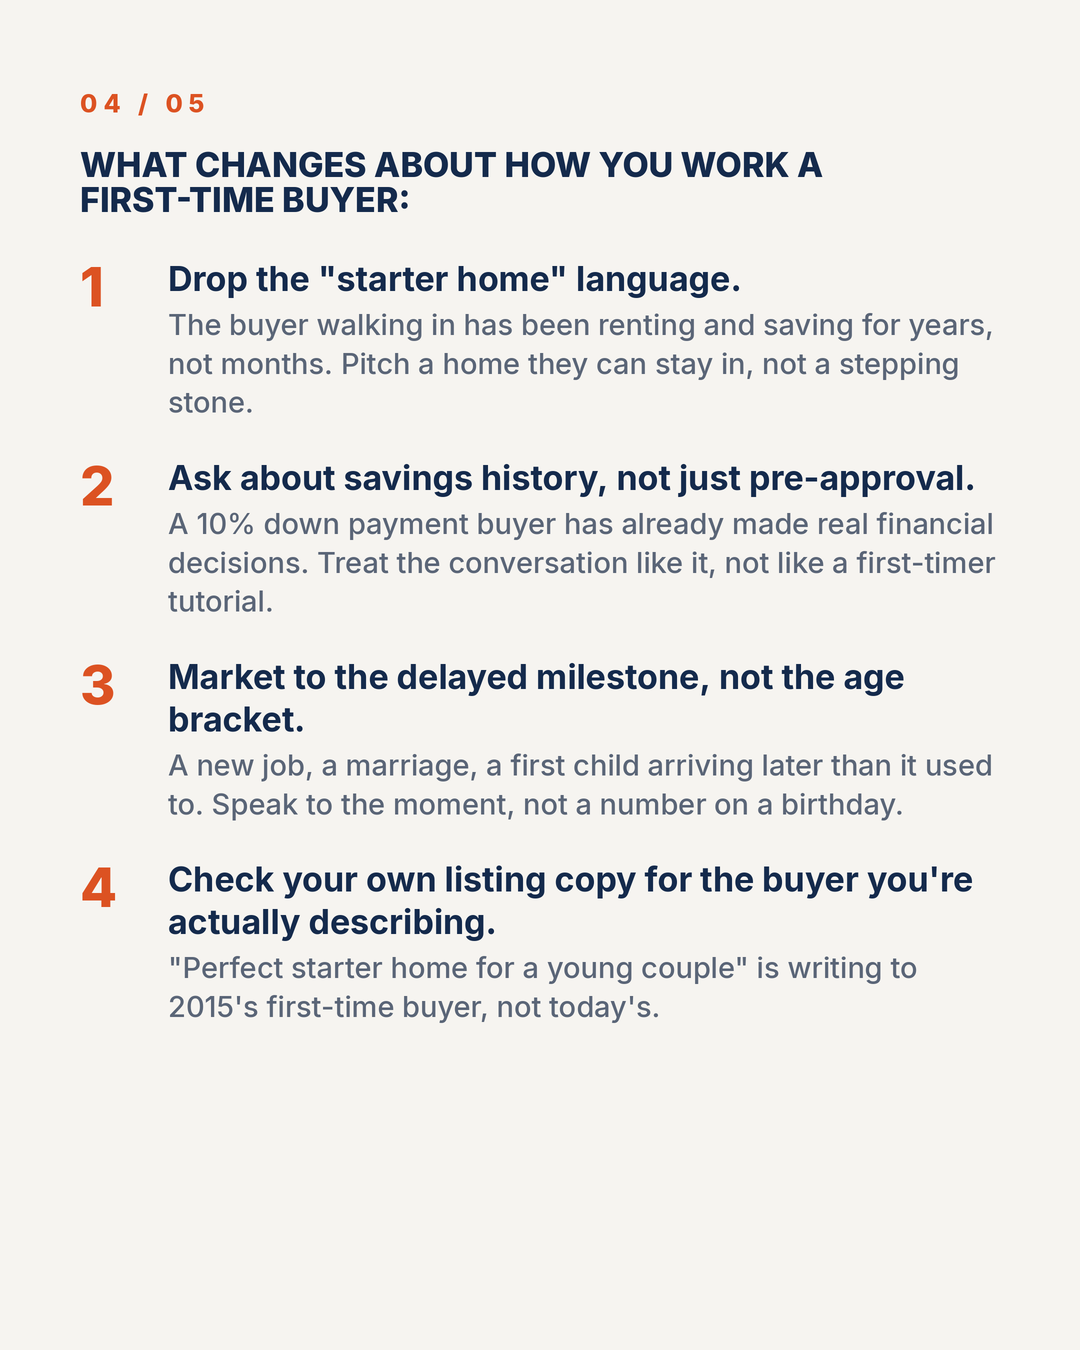 04 / 05
WHAT CHANGES ABOUT HOW YOU WORK A
FIRST-TIME BUYER:
1
Drop the "starter home" language.
The buyer walking in has been renting and saving for years,
not months. Pitch a home they can stay in, not a stepping
stone.
2
Ask about savings history, not just pre-approval.
A 10% down payment buyer has already made real financial
decisions. Treat the conversation like it, not like a first-timer
tutorial.
3
Market to the delayed milestone, not the age
bracket.
A new job, a marriage, a first child arriving later than it used
to. Speak to the moment, not a number on a birthday.
4
Check your own listing copy for the buyer you're
actually describing.
"Perfect starter home for a young couple" is writing to
2015's first-time buyer, not today's.